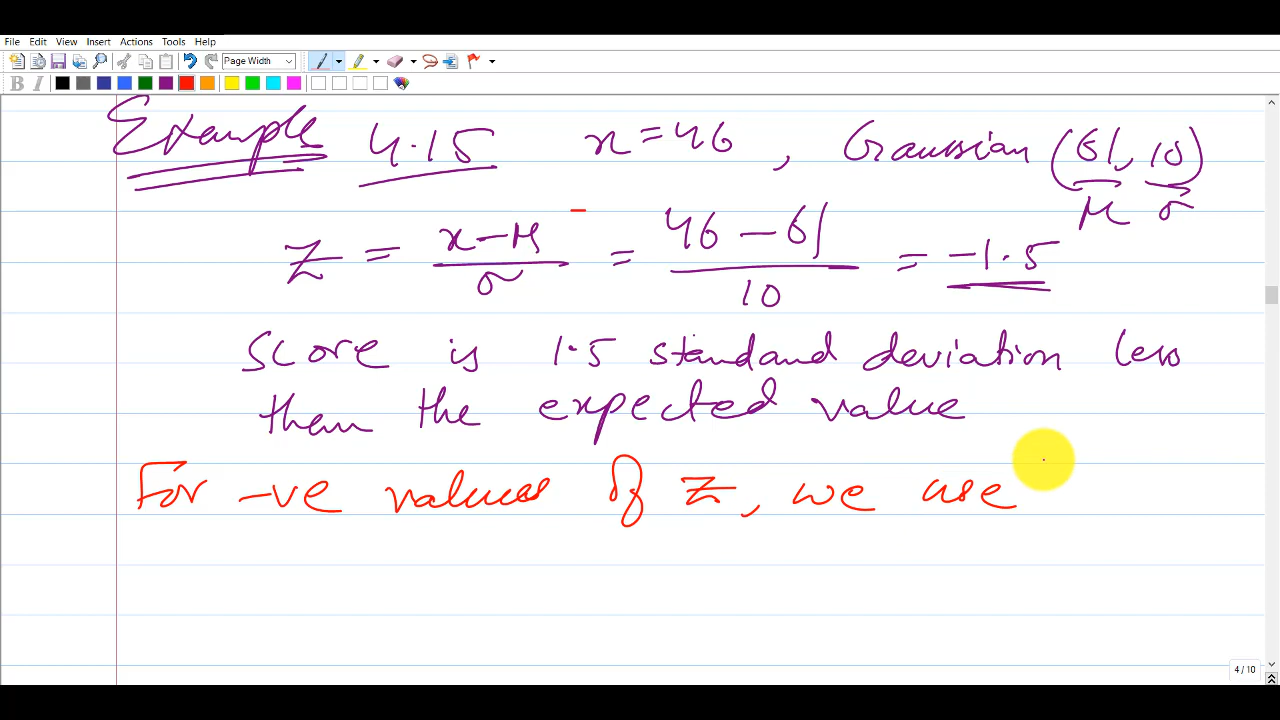 File Edit View Insert Actions Tools Help
Page Width
B I
Example 4.15 x = 46 , Gaussian (61, 10)
μ σ
Z = x-μ / σ = 46 - 61 / 10 = -1.5
Score is 1.5 standard deviation less
then the expected value
For -ve values of Z, we use
4 / 10